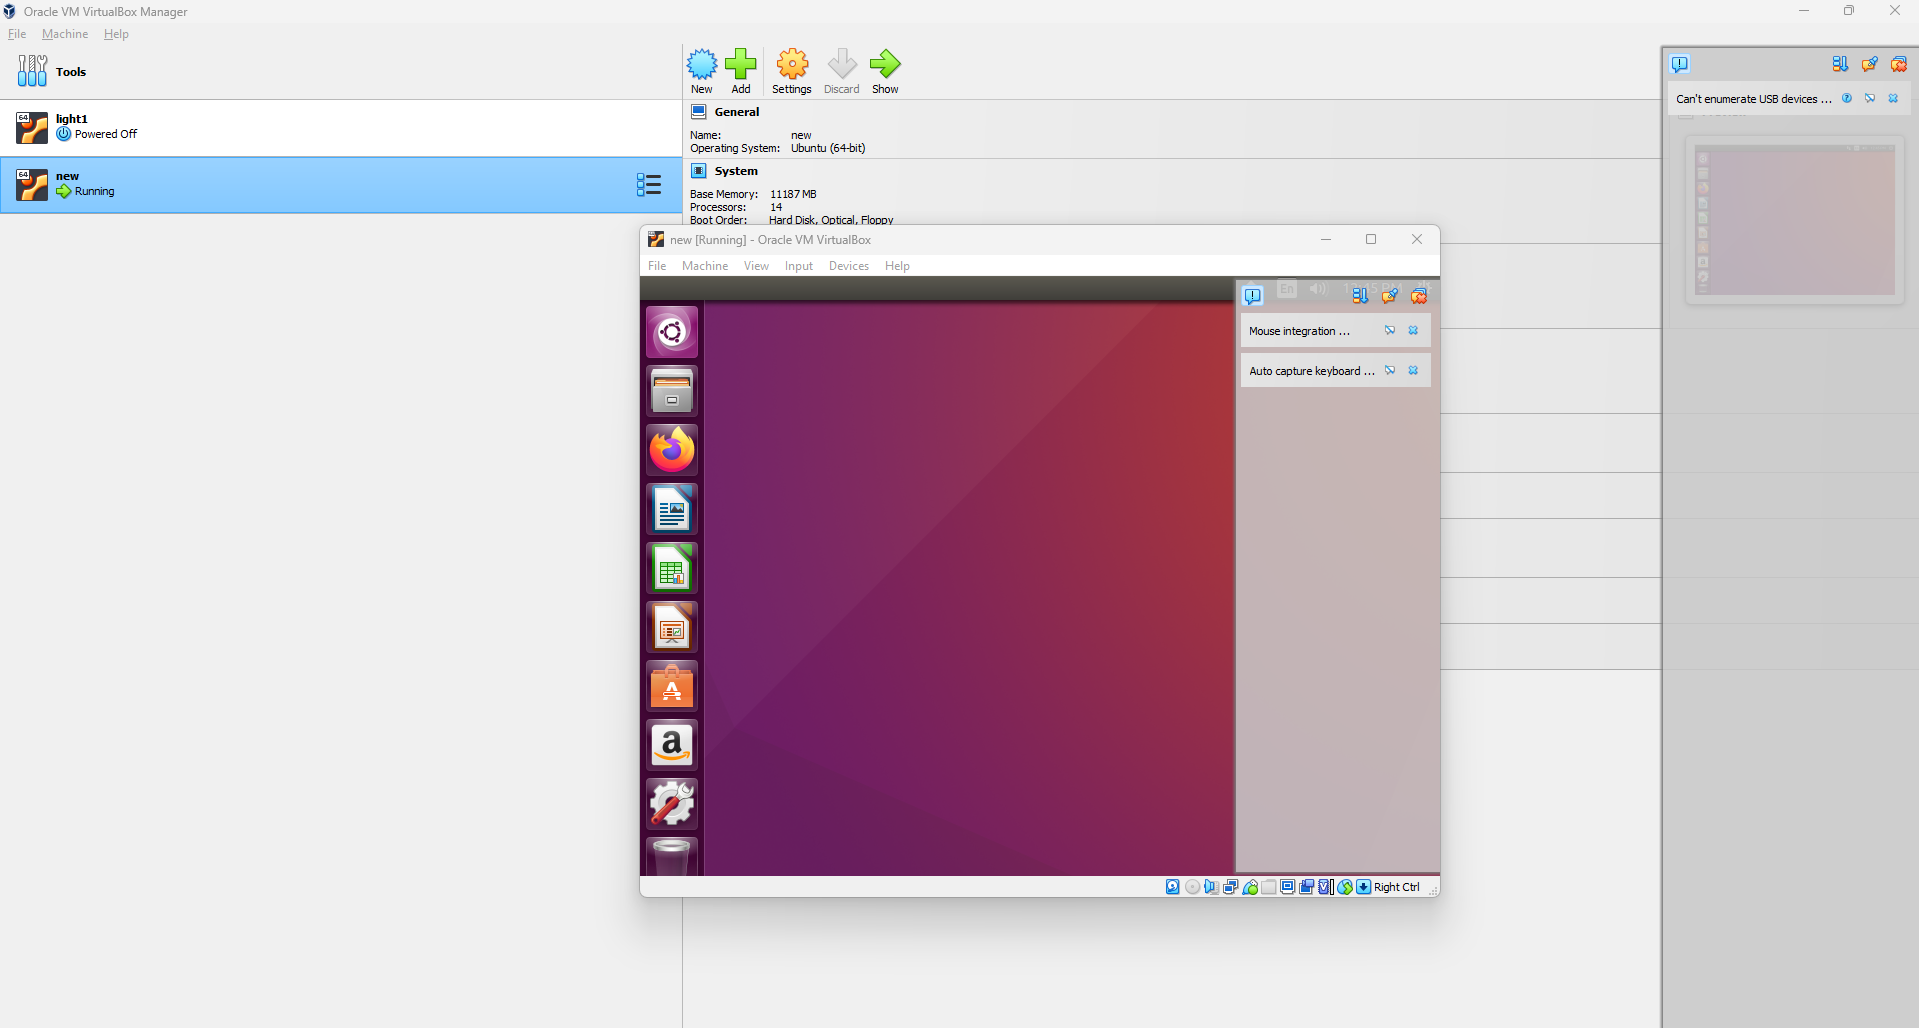 Oracle VM VirtualBox Manager
File Machine Help
Tools
New Add Settings Discard Show
64 light1
Powered Off
64 new
Running
General
Name: new
Operating System: Ubuntu (64-bit)
System
Base Memory: 11187 MB
Processors: 14
Boot Order: Hard Disk, Optical, Floppy
Can't enumerate USB devices ...
new [Running] - Oracle VM VirtualBox
File Machine View Input Devices Help
En
Mouse integration ...
Auto capture keyboard ...
Right Ctrl